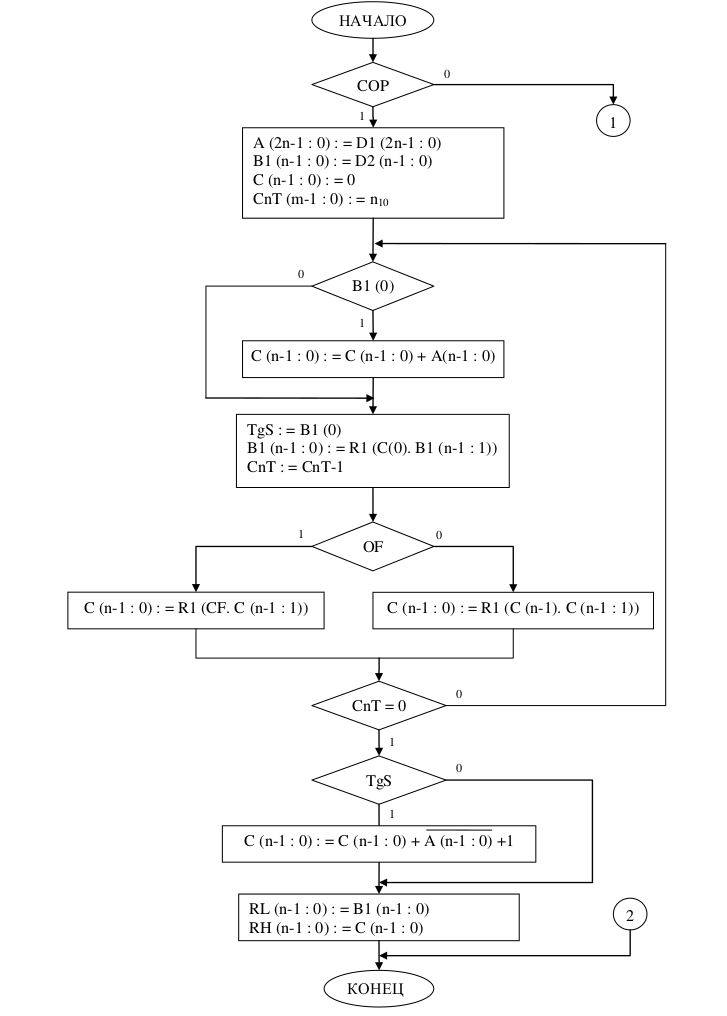 НАЧАЛО
COP
0
1
1
A (2n-1 : 0) : = D1 (2n-1 : 0)
B1 (n-1 : 0) : = D2 (n-1 : 0)
C (n-1 : 0) : = 0
CnT (m-1 : 0) : = n₁₀
0
B1 (0)
1
C (n-1 : 0) : = C (n-1 : 0) + A(n-1 : 0)
TgS : = B1 (0)
B1 (n-1 : 0) : = R1 (C(0). B1 (n-1 : 1))
CnT : = CnT-1
1
OF
0
C (n-1 : 0) : = R1 (CF. C (n-1 : 1))
C (n-1 : 0) : = R1 (C (n-1). C (n-1 : 1))
CnT = 0
0
1
TgS
0
1
C (n-1 : 0) : = C (n-1 : 0) + A (n-1 : 0) +1
RL (n-1 : 0) : = B1 (n-1 : 0)
RH (n-1 : 0) : = C (n-1 : 0)
2
КОНЕЦ